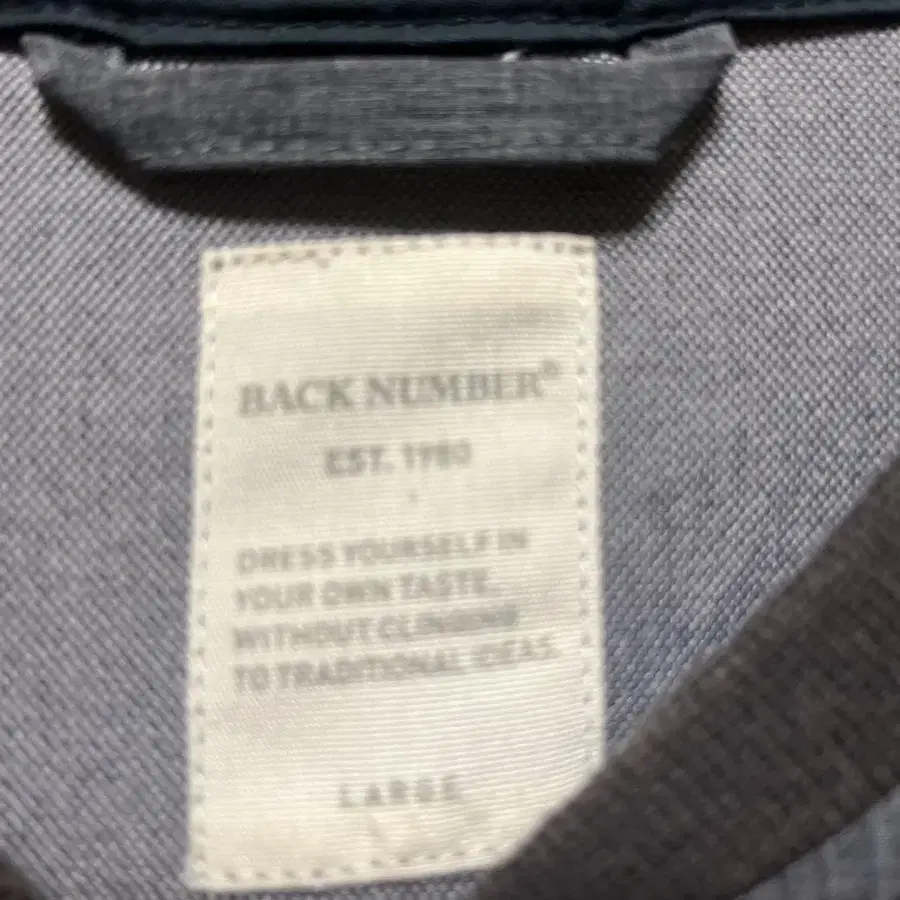 BACK NUMBER®
EST. 1980
DRESS YOURSELF IN
YOUR OWN TASTE.
WITHOUT CLINGING
TO TRADITIONAL IDEAS.
LARGE